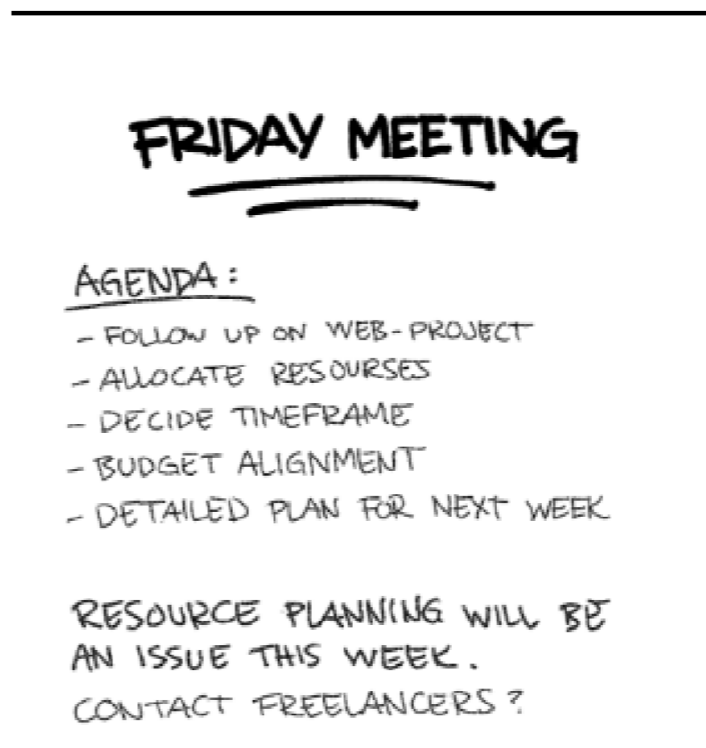 FRIDAY MEETING
AGENDA:
- FOLLOW UP ON WEB-PROJECT
- ALLOCATE RESOURSES
- DECIDE TIMEFRAME
- BUDGET ALIGNMENT
- DETAILED PLAN FOR NEXT WEEK
RESOURCE PLANNING WILL BE
AN ISSUE THIS WEEK.
CONTACT FREELANCERS?